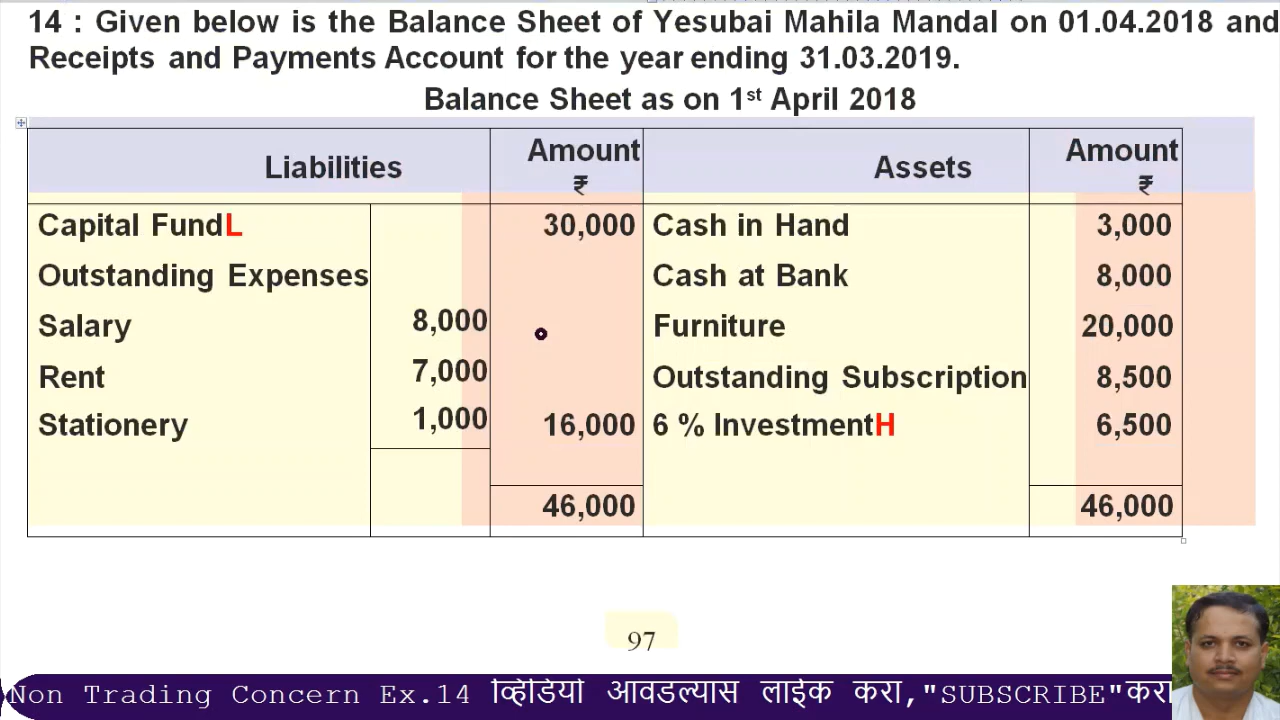 14 : Given below is the Balance Sheet of Yesubai Mahila Mandal on 01.04.2018 and
Receipts and Payments Account for the year ending 31.03.2019.
Balance Sheet as on 1st April 2018
Liabilities Amount ₹ Assets Amount ₹
Capital FundL 30,000 Cash in Hand 3,000
Outstanding Expenses Cash at Bank 8,000
Salary 8,000 Furniture 20,000
Rent 7,000 Outstanding Subscription 8,500
Stationery 1,000 16,000 6 % InvestmentH 6,500
46,000 46,000
97
Non Trading Concern Ex.14 व्हिडियो आवडल्यास लाईक करा,"SUBSCRIBE"करा